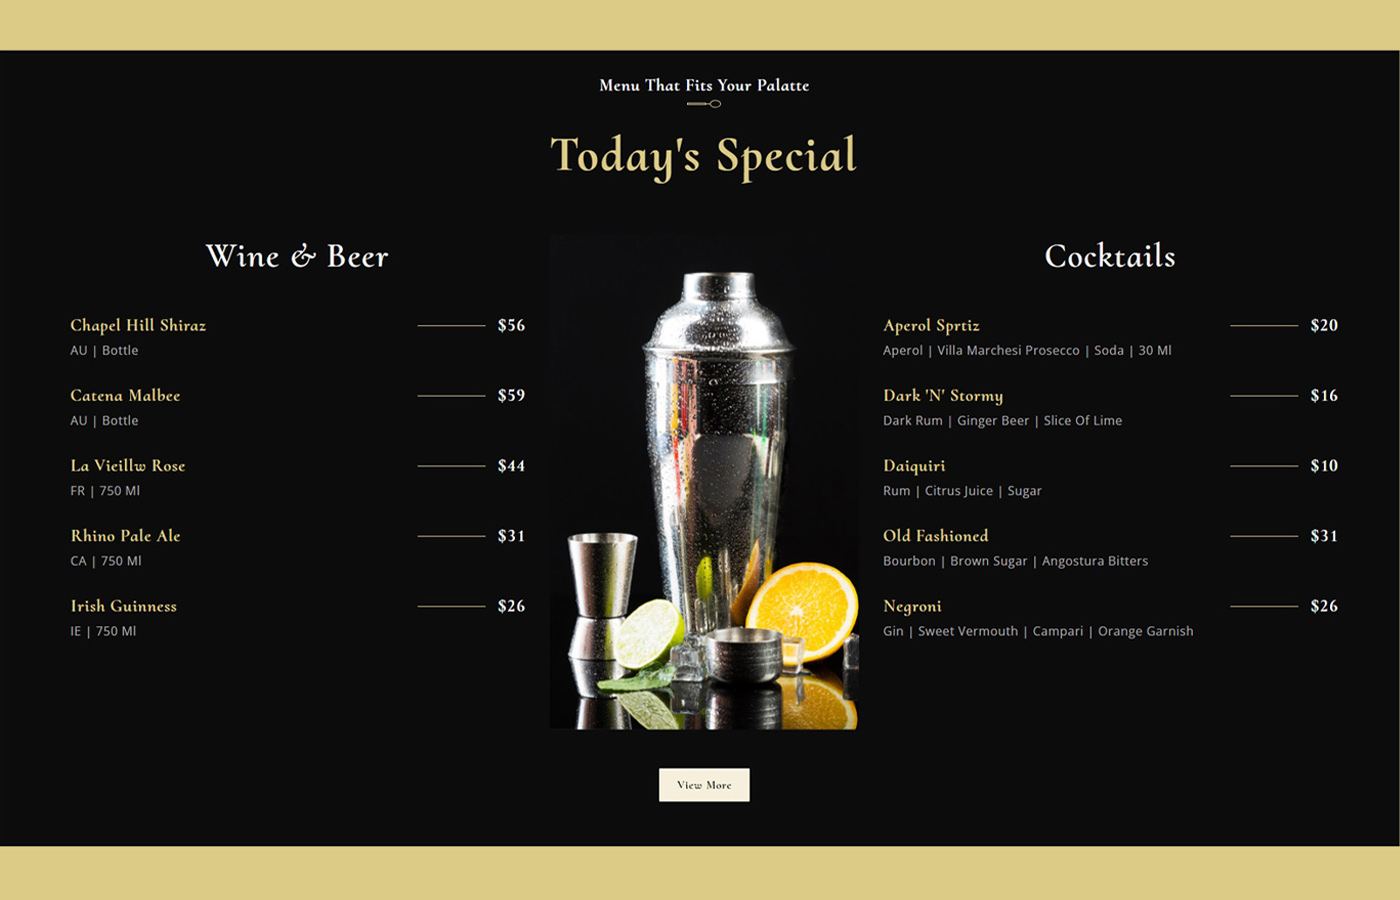 Menu That Fits Your Palatte
Today's Special
Wine & Beer
Chapel Hill Shiraz $56
AU | Bottle
Catena Malbee $59
AU | Bottle
La Vieillw Rose $44
FR | 750 Ml
Rhino Pale Ale $31
CA | 750 Ml
Irish Guinness $26
IE | 750 Ml
Cocktails
Aperol Sprtiz $20
Aperol | Villa Marchesi Prosecco | Soda | 30 Ml
Dark 'N' Stormy $16
Dark Rum | Ginger Beer | Slice Of Lime
Daiquiri $10
Rum | Citrus Juice | Sugar
Old Fashioned $31
Bourbon | Brown Sugar | Angostura Bitters
Negroni $26
Gin | Sweet Vermouth | Campari | Orange Garnish
View More